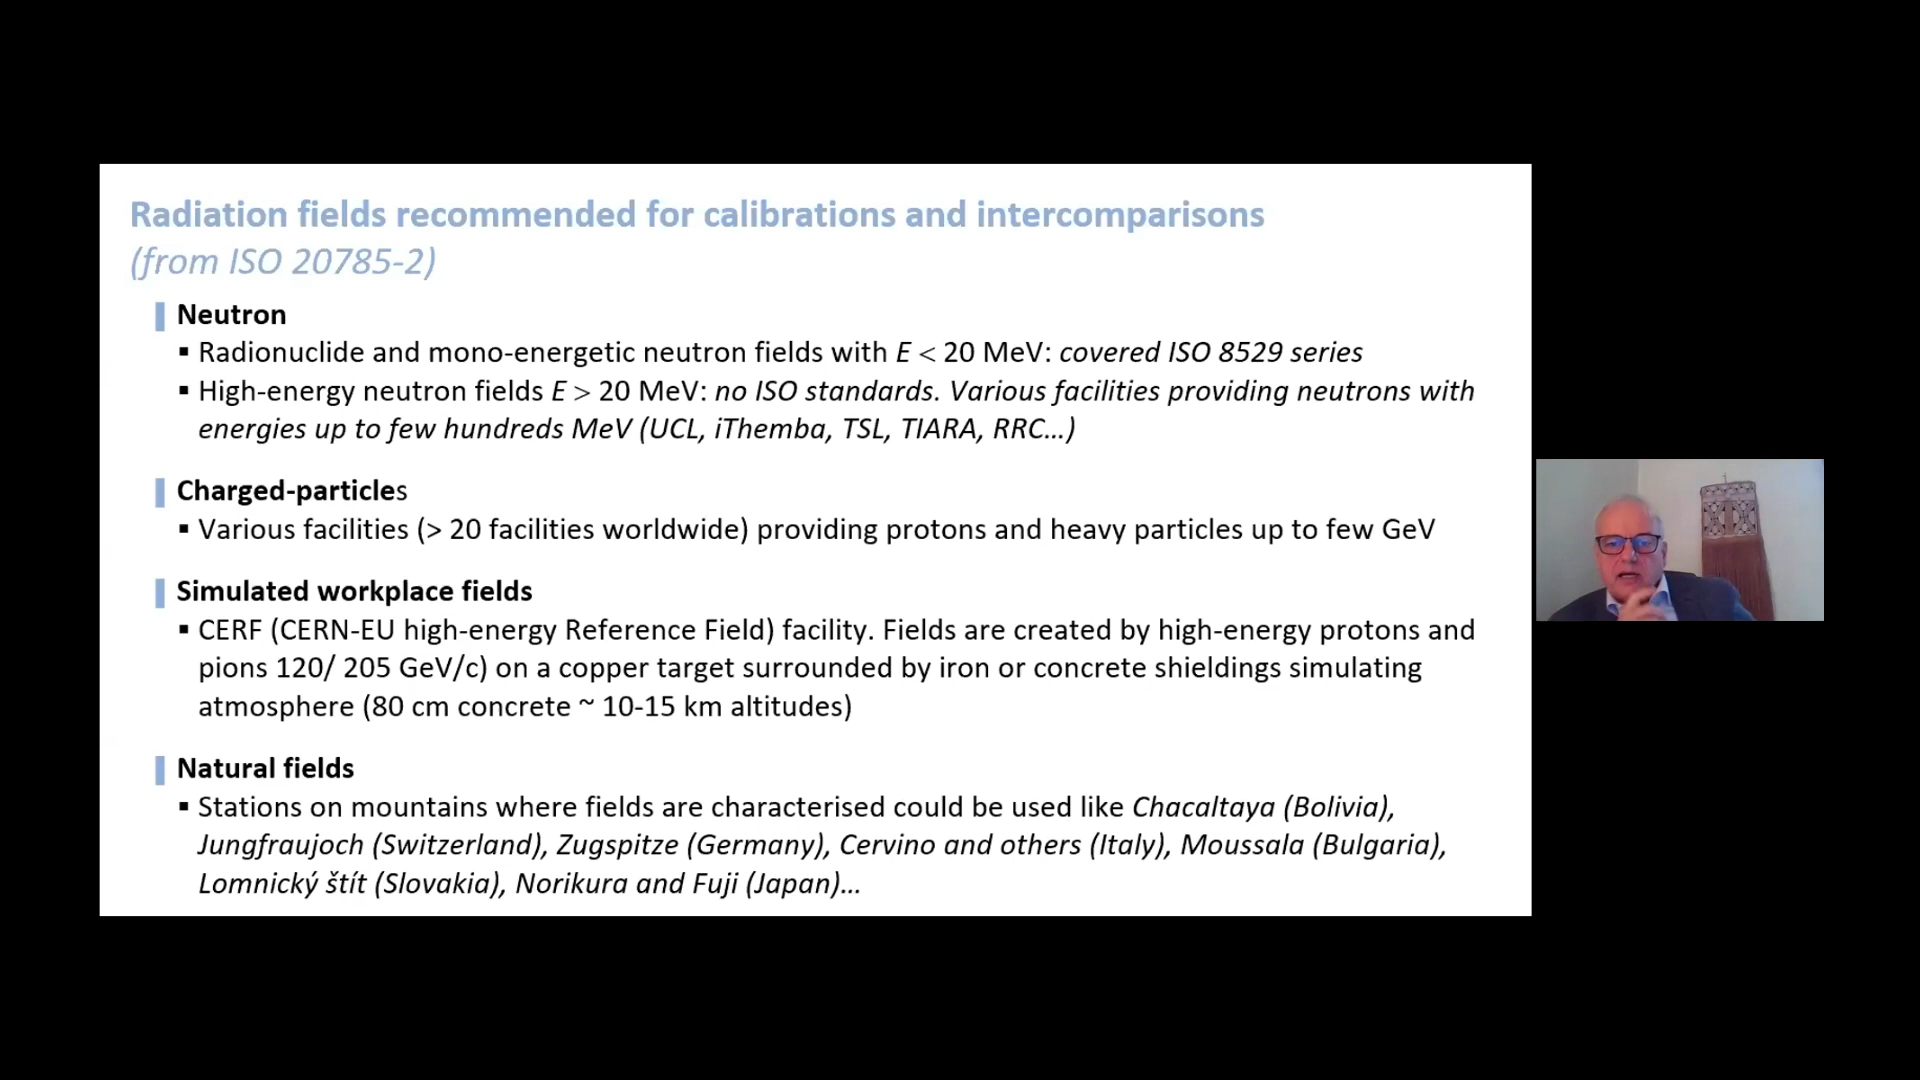 Radiation fields recommended for calibrations and intercomparisons
(from ISO 20785-2)
Neutron
▪ Radionuclide and mono-energetic neutron fields with E < 20 MeV: covered ISO 8529 series
▪ High-energy neutron fields E > 20 MeV: no ISO standards. Various facilities providing neutrons with
energies up to few hundreds MeV (UCL, iThemba, TSL, TIARA, RRC…)
Charged-particles
▪ Various facilities (> 20 facilities worldwide) providing protons and heavy particles up to few GeV
Simulated workplace fields
▪ CERF (CERN-EU high-energy Reference Field) facility. Fields are created by high-energy protons and
pions 120/ 205 GeV/c) on a copper target surrounded by iron or concrete shieldings simulating
atmosphere (80 cm concrete ~ 10-15 km altitudes)
Natural fields
▪ Stations on mountains where fields are characterised could be used like Chacaltaya (Bolivia),
Jungfraujoch (Switzerland), Zugspitze (Germany), Cervino and others (Italy), Moussala (Bulgaria),
Lomnický štít (Slovakia), Norikura and Fuji (Japan)…